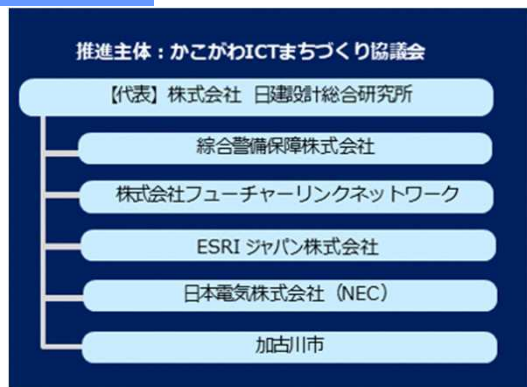 推進主体：かこがわICTまちづくり協議会
【代表】株式会社 日建設計総合研究所
綜合警備保障株式会社
株式会社フューチャーリンクネットワーク
ESRI ジャパン株式会社
日本電気株式会社（NEC）
加古川市